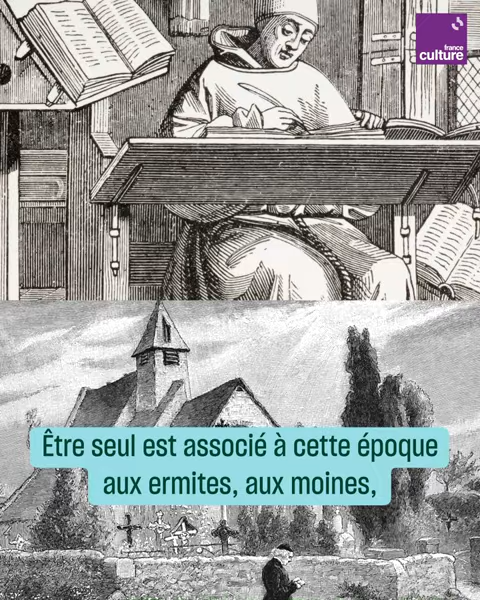 france
culture
Être seul est associé à cette époque
aux ermites, aux moines,